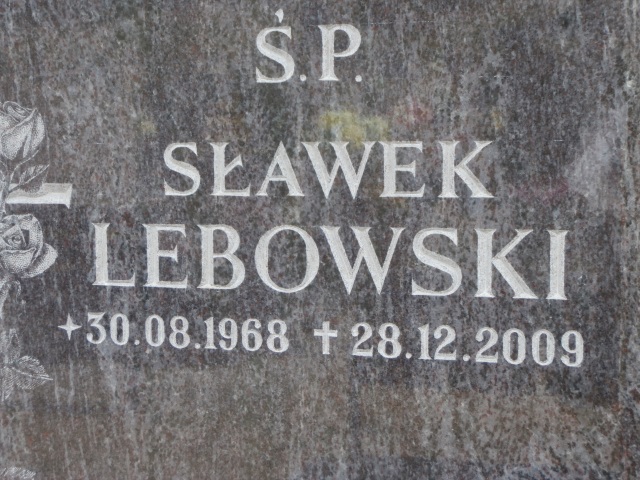 Ś.P.
SŁAWEK
LEBOWSKI
✦30.08.1968 ✝28.12.2009